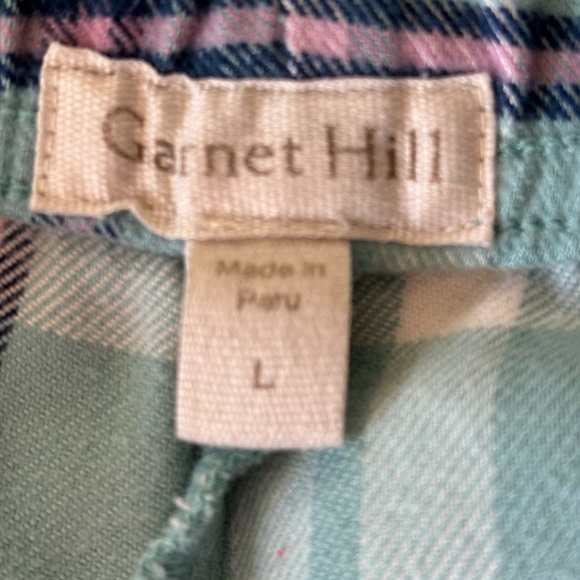 Garnet Hill
Made in
Peru
L